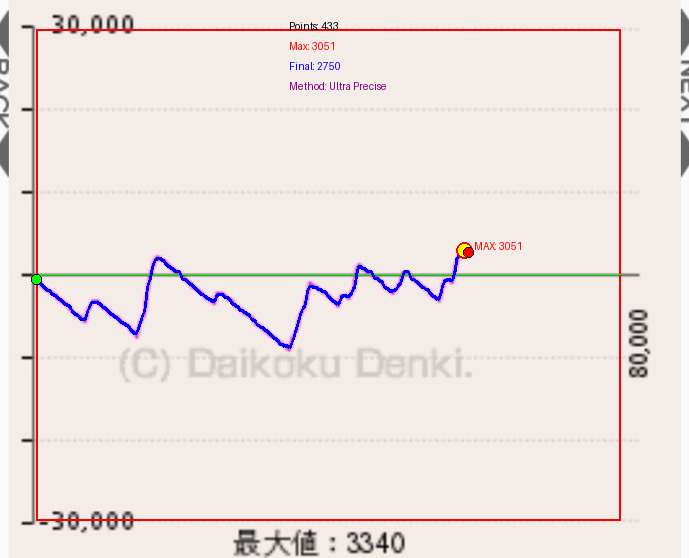 30,000
Points: 433
Max: 3051
Final: 2750
Method: Ultra Precise
BACK
NEXT
MAX: 3051
80,000
(C) Daikoku Denki.
-30,000
最大値：3340